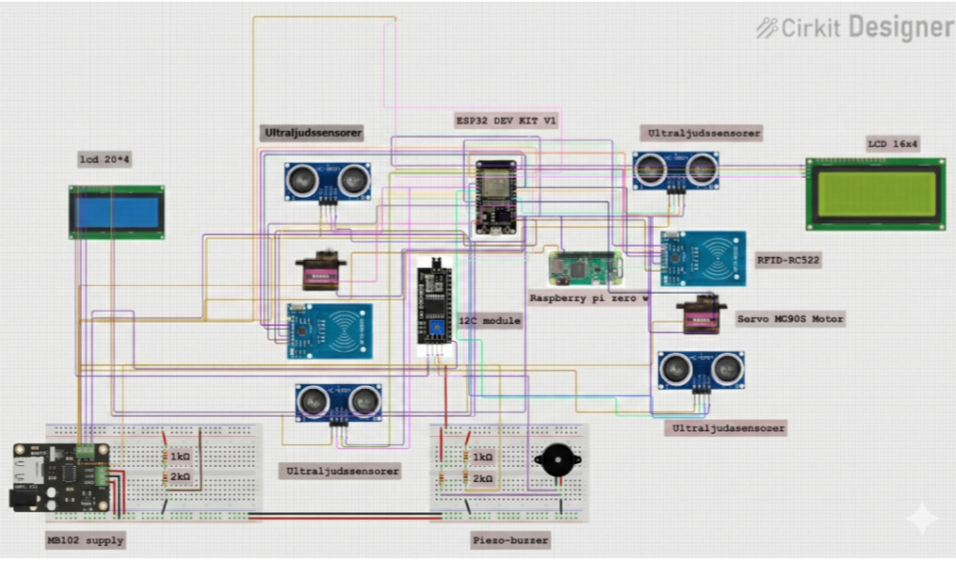 Cirkit Designer
ESP32 DEV KIT V1
Ultraljudssensorer
Ultraljudssensorer
LCD 16x4
lcd 20*4
RFID-RC522
Raspberry pi zero w
I2C module
Servo MC90S Motor
Ultraljudasensozer
1kΩ
1kΩ
2kΩ
2kΩ
Ultraljudssensorer
MB102 supply
Piezo-buzzer